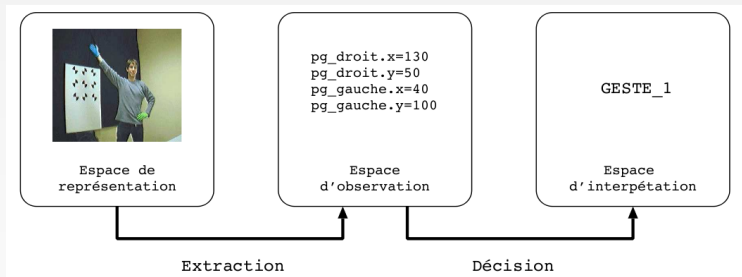 pg_droit.x=130
pg_droit.y=50
pg_gauche.x=40
pg_gauche.y=100
GESTE_1
Espace de
représentation
Espace
d'observation
Espace
d'interpétation
Extraction
Décision